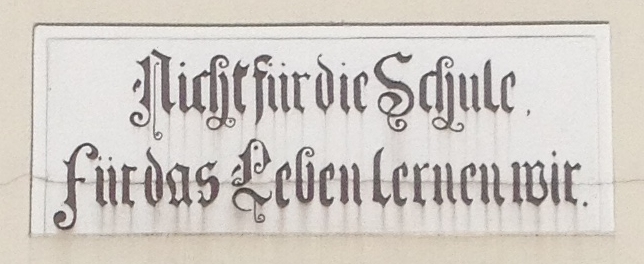 Nicht für die Schule,
für das Leben lernen wir.